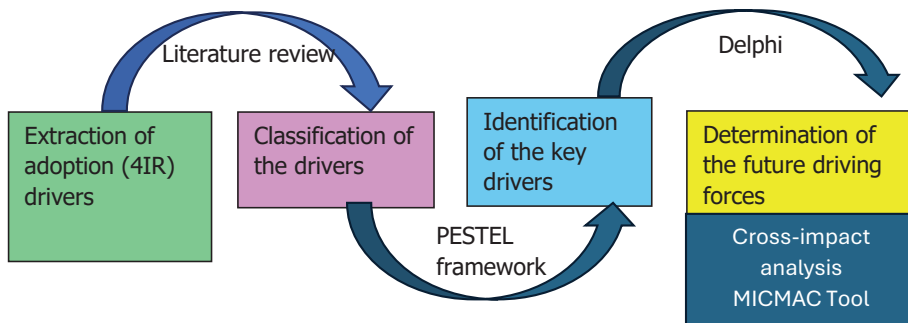 Literature review
Delphi
Extraction of
adoption (4IR)
drivers
Classification of
the drivers
Identification
of the key
drivers
Determination of
the future driving
forces
PESTEL
framework
Cross-impact
analysis
MICMAC Tool